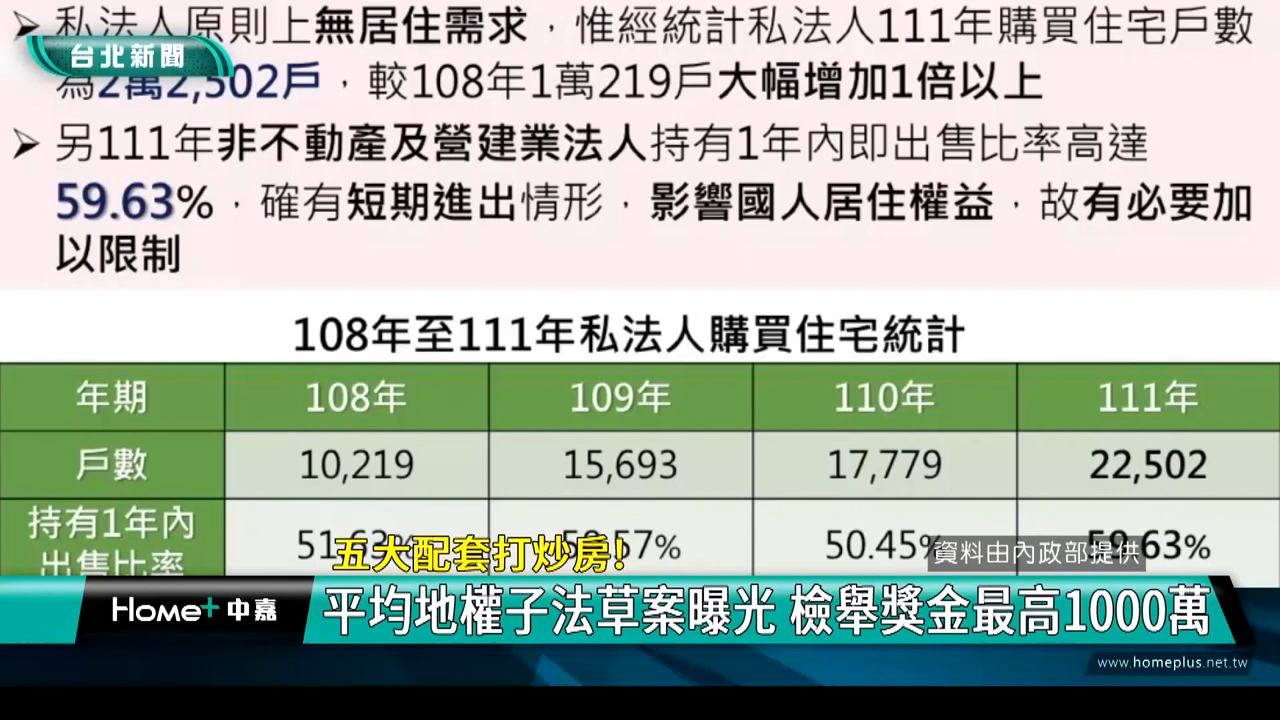 私法人原則上無居住需求，惟經統計私法人111年購買住宅戶數
台北新聞
為2萬2,502戶，較108年1萬219戶大幅增加1倍以上
➢ 另111年非不動產及營建業法人持有1年內即出售比率高達
59.63%，確有短期進出情形，影響國人居住權益，故有必要加
以限制
108年至111年私法人購買住宅統計
年期 108年 109年 110年 111年
戶數 10,219 15,693 17,779 22,502
持有1年內
出售比率 50.45% 59.63%
五大配套打炒房!
資料由內政部提供
Home+中嘉
平均地權子法草案曝光 檢舉獎金最高1000萬
www.homeplus.net.tw